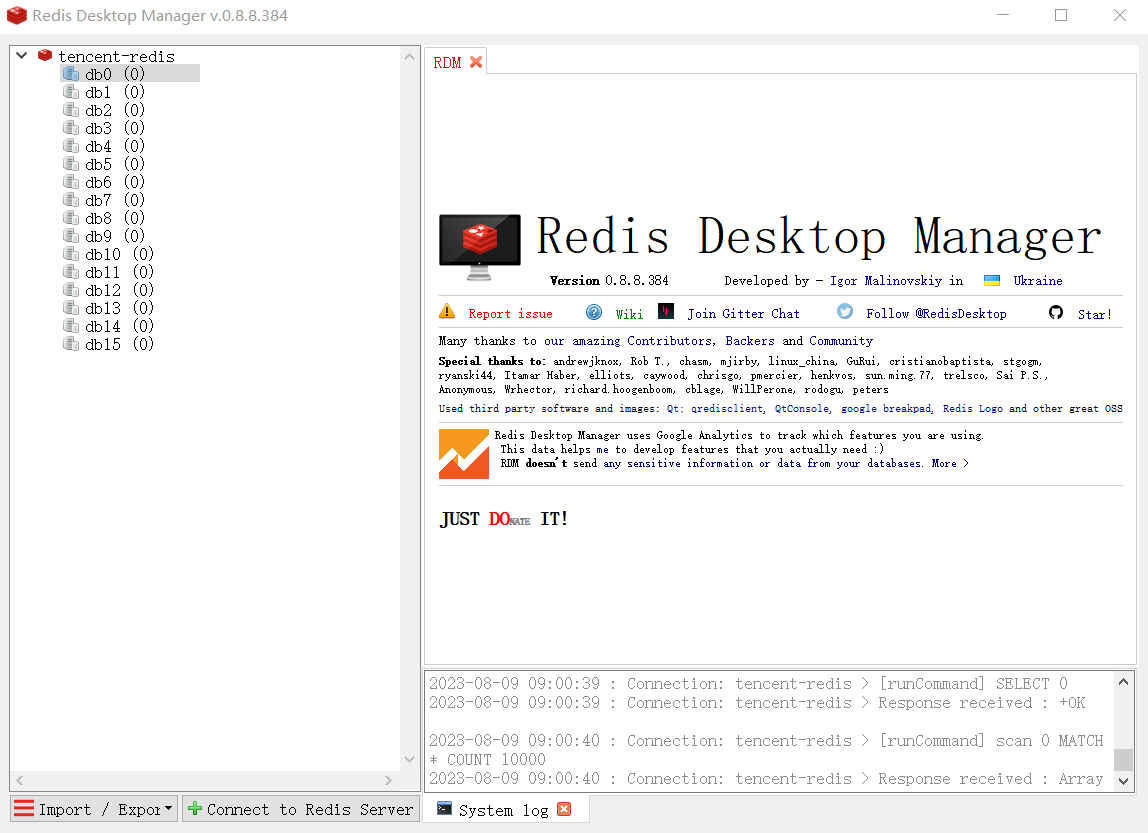 Redis Desktop Manager v.0.8.8.384
tencent-redis
db0 (0)
db1 (0)
db2 (0)
db3 (0)
db4 (0)
db5 (0)
db6 (0)
db7 (0)
db8 (0)
db9 (0)
db10 (0)
db11 (0)
db12 (0)
db13 (0)
db14 (0)
db15 (0)
Import / Expor
Connect to Redis Server
RDM
Redis Desktop Manager
Version 0.8.8.384 Developed by - Igor Malinovskiy in Ukraine
Report issue Wiki Join Gitter Chat Follow @RedisDesktop Star!
Many thanks to our amazing Contributors, Backers and Community
Special thanks to: andrewjknox, Rob T., chasm, mjirby, linux_china, GuRui, cristianobaptista, stgogm,
ryanski44, Itamar Haber, elliots, caywood, chrisgo, pmercier, henkvos, sun.ming.77, trelsco, Sai P.S.,
Anonymous, Wrhector, richard.hoogenboom, cblage, WillPerone, rodogu, peters
Used third party software and images: Qt; qredisclient, QtConsole, google breakpad, Redis Logo and other great OSS
Redis Desktop Manager uses Google Analytics to track which features you are using.
This data helps me to develop features that you actually need :)
RDM doesn't send any sensitive information or data from your databases. More >
JUST DONATE IT!
2023-08-09 09:00:39 : Connection: tencent-redis > [runCommand] SELECT 0
2023-08-09 09:00:39 : Connection: tencent-redis > Response received : +OK
2023-08-09 09:00:40 : Connection: tencent-redis > [runCommand] scan 0 MATCH
* COUNT 10000
2023-08-09 09:00:40 : Connection: tencent-redis > Response received : Array
System log